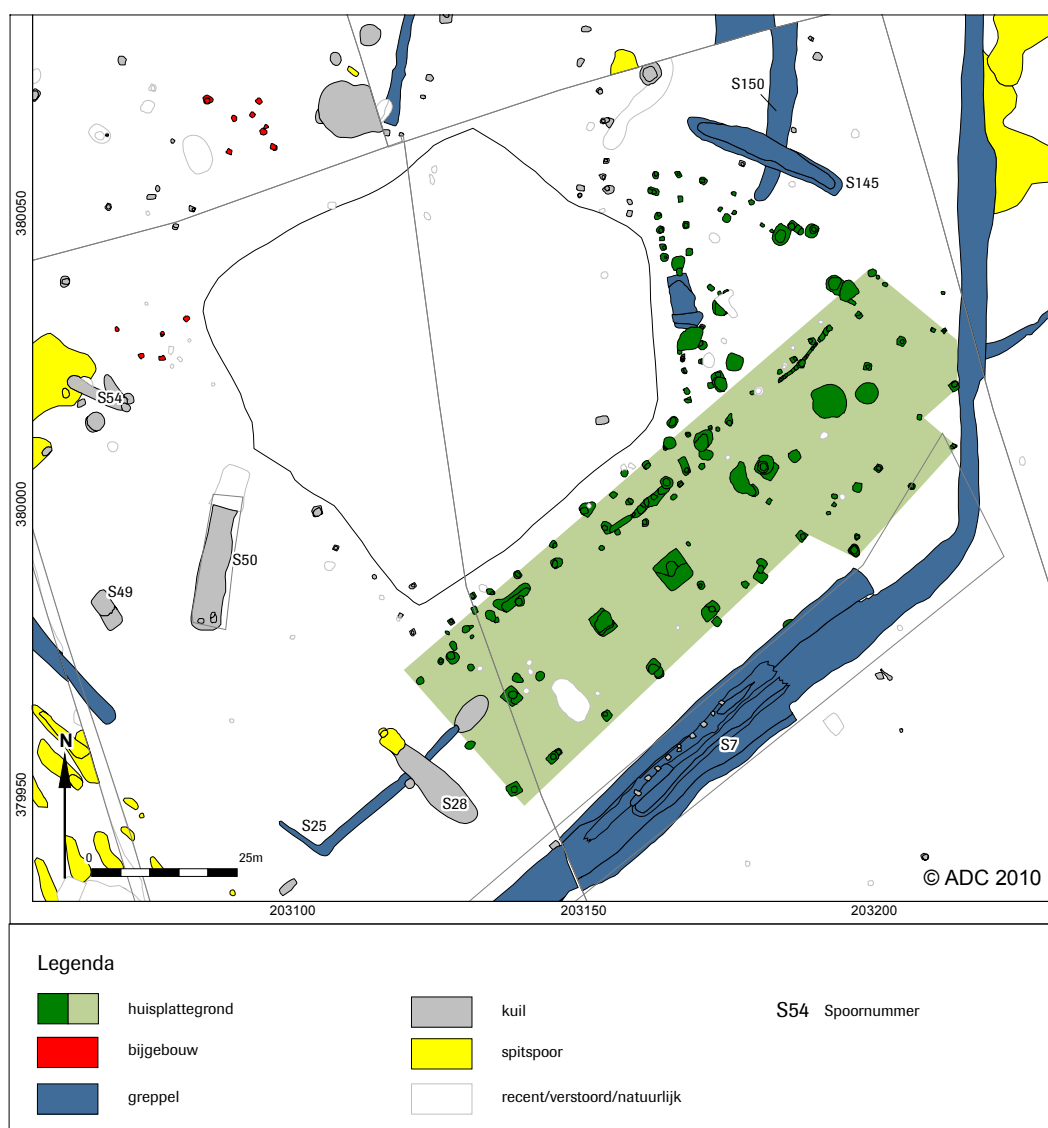 S150
S145
380050
S54
380000
S50
S49
S7
N
S28
379950
S25
0
25m
© ADC 2010
203100
203150
203200
Legenda
huisplattegrond
kuil
S54 Spoornummer
bijgebouw
spitspoor
greppel
recent/verstoord/natuurlijk